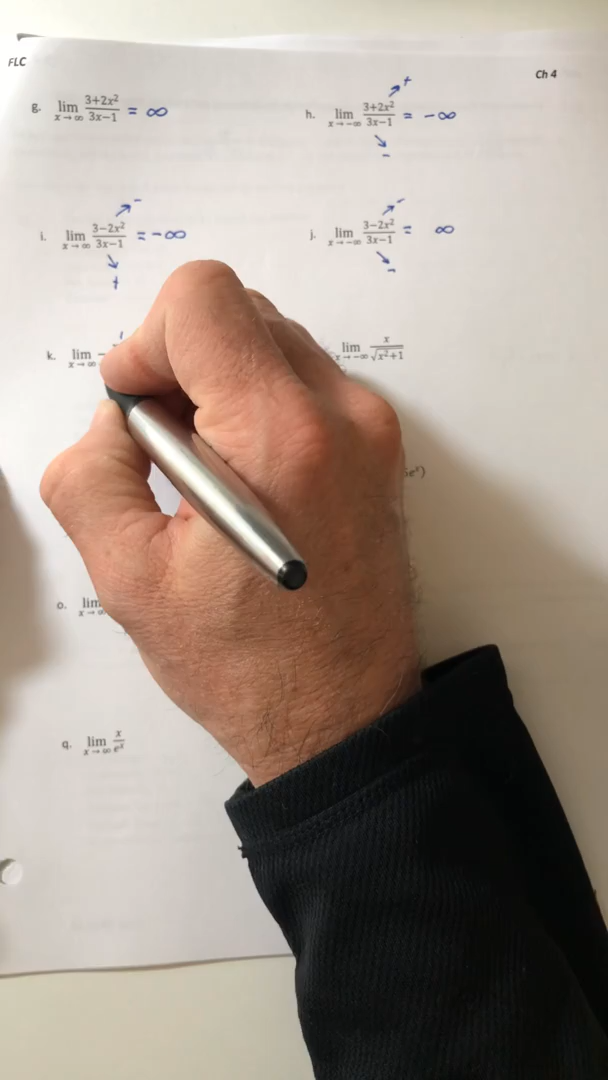 FLC
Ch 4
g. lim x→∞ 3+2x²/3x−1 = ∞
h. lim x→−∞ 3+2x²/3x−1 = −∞
+
−
i. lim x→∞ 3−2x²/3x−1 = −∞
−
+
j. lim x→−∞ 3−2x²/3x−1 = ∞
−
−
k. lim x→∞
lim x→−∞ x/√x²+1
o. lim
q. lim x→∞ x/eˣ